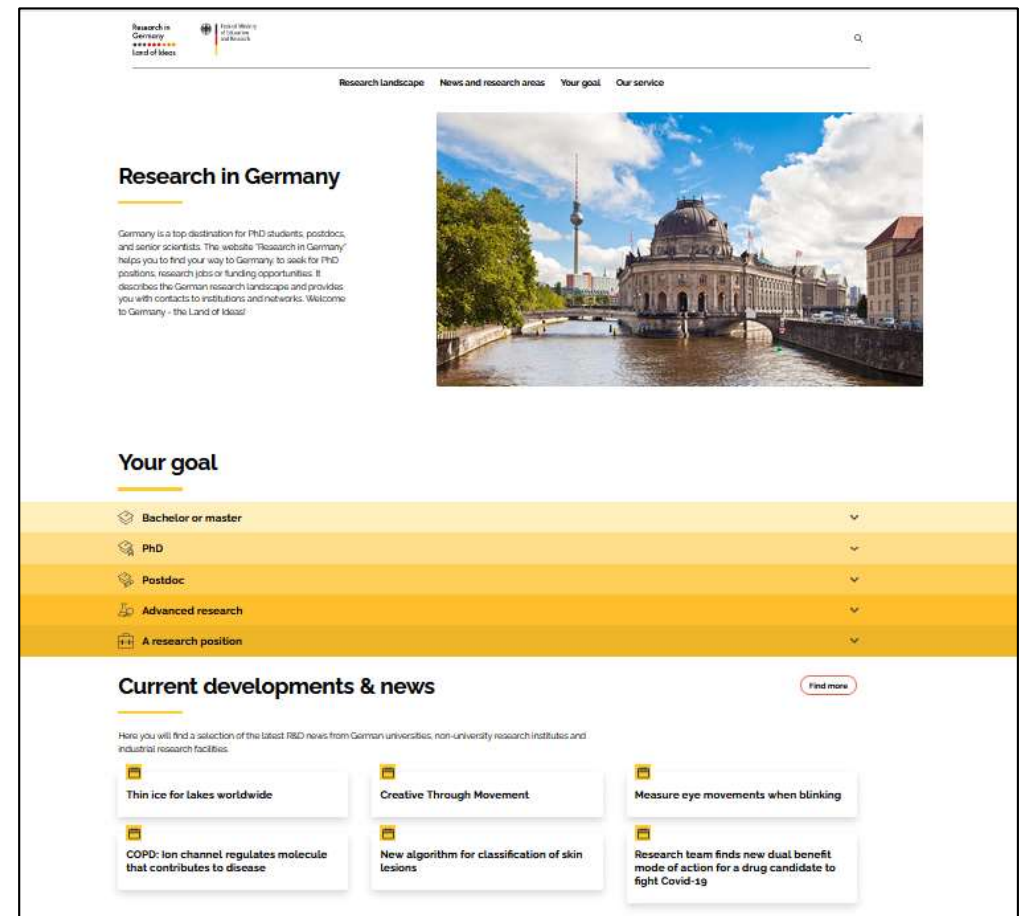 Research in
Germany
Land of Ideas
Federal Ministry
of Education
and Research
Research landscape News and research areas Your goal Our service
Research in Germany
Germany is a top destination for PhD students, postdocs,
and senior scientists. The website "Research in Germany"
helps you to find your way to Germany, to seek for PhD
positions, research jobs or funding opportunities. It
describes the German research landscape and provides
you with contacts to institutions and networks. Welcome
to Germany - the Land of Ideas!
Your goal
Bachelor or master
PhD
Postdoc
Advanced research
A research position
Current developments & news
Find more
Here you will find a selection of the latest R&D news from German universities, non-university research institutes and
industrial research facilities.
Thin ice for lakes worldwide
Creative Through Movement
Measure eye movements when blinking
COPD: Ion channel regulates molecule
that contributes to disease
New algorithm for classification of skin
lesions
Research team finds new dual benefit
mode of action for a drug candidate to
fight Covid-19